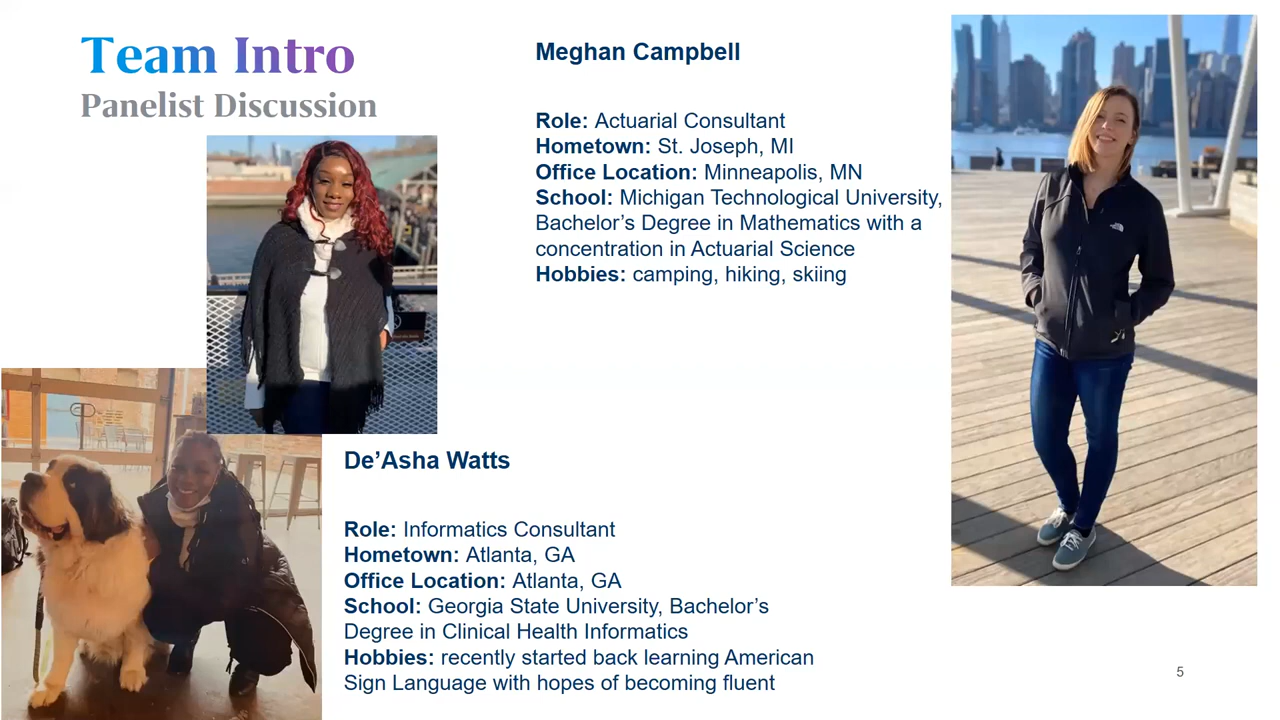 Team Intro
Panelist Discussion
Meghan Campbell
Role: Actuarial Consultant
Hometown: St. Joseph, MI
Office Location: Minneapolis, MN
School: Michigan Technological University,
Bachelor’s Degree in Mathematics with a
concentration in Actuarial Science
Hobbies: camping, hiking, skiing
De’Asha Watts
Role: Informatics Consultant
Hometown: Atlanta, GA
Office Location: Atlanta, GA
School: Georgia State University, Bachelor’s
Degree in Clinical Health Informatics
Hobbies: recently started back learning American
Sign Language with hopes of becoming fluent
5